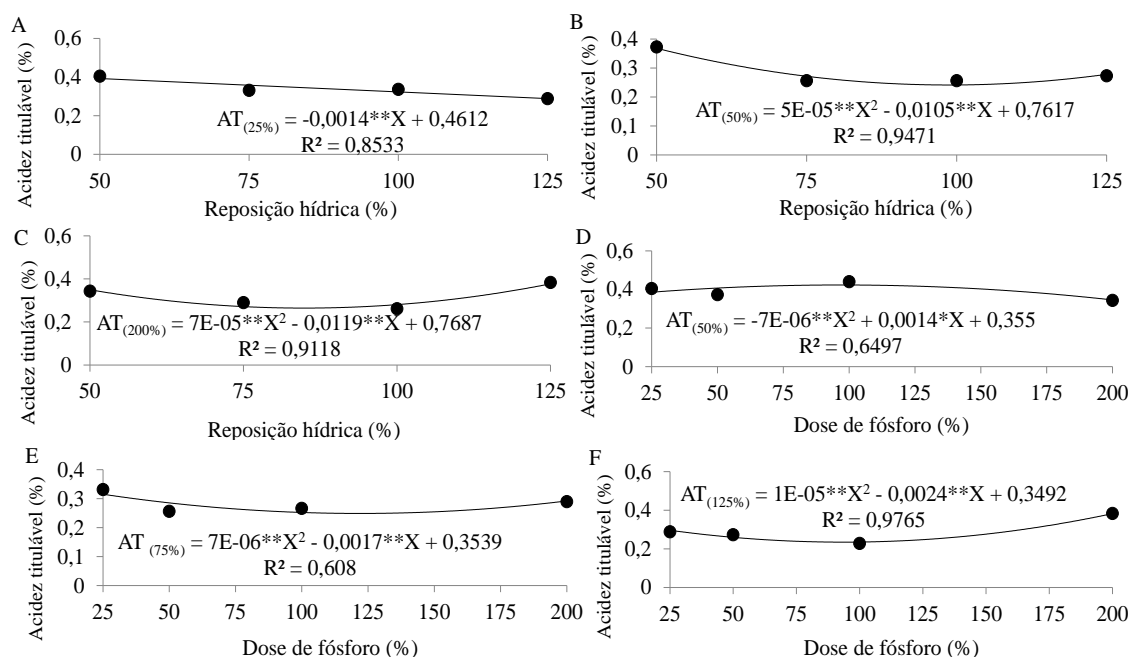 A
Acidez titulável (%)
0,6
0,4
0,2
0
AT(25%) = -0,0014**X + 0,4612
R² = 0,8533
50 75 100 125
Reposição hídrica (%)
B
Acidez titulável (%)
0,4
0,3
0,2
0,1
0
AT(50%) = 5E-05**X² - 0,0105**X + 0,7617
R² = 0,9471
50 75 100 125
Reposição hídrica (%)
C
Acidez titulável (%)
0,6
0,4
0,2
0
AT(200%) = 7E-05**X² - 0,0119**X + 0,7687
R² = 0,9118
50 75 100 125
Reposição hídrica (%)
D
Acidez titulável (%)
0,6
0,4
0,2
0
AT(50%) = -7E-06**X² + 0,0014*X + 0,355
R² = 0,6497
25 50 75 100 125 150 175 200
Dose de fósforo (%)
E
Acidez titulável (%)
0,4
0,3
0,2
0,1
0
AT (75%) = 7E-06**X² - 0,0017**X + 0,3539
R² = 0,608
25 50 75 100 125 150 175 200
Dose de fósforo (%)
F
Acidez titulável (%)
0,6
0,4
0,2
0
AT(125%) = 1E-05**X² - 0,0024**X + 0,3492
R² = 0,9765
25 50 75 100 125 150 175 200
Dose de fósforo (%)